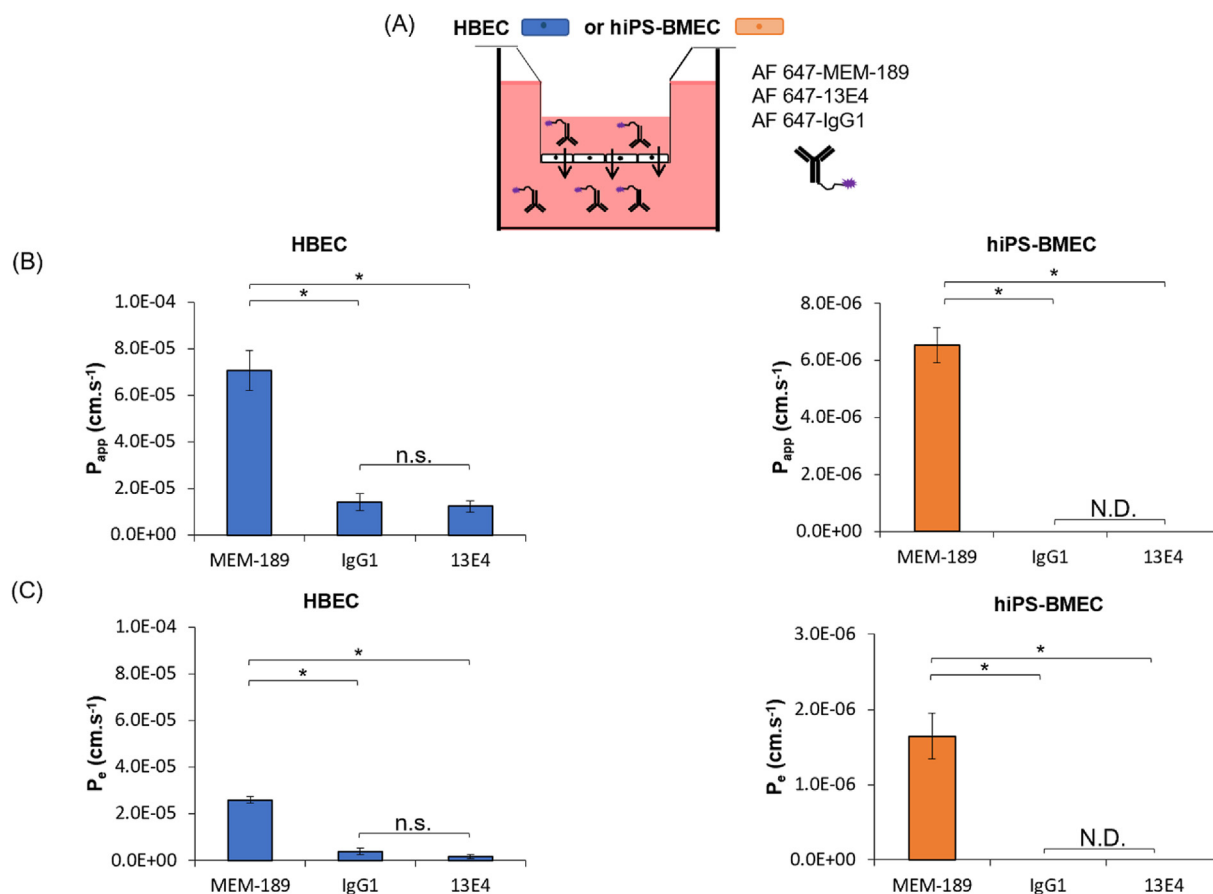 (A)
HBEC or hiPS-BMEC
AF 647-MEM-189
AF 647-13E4
AF 647-IgG1
(B)
HBEC
*
*
n.s.
1.0E-04
8.0E-05
6.0E-05
4.0E-05
2.0E-05
0.0E+00
Papp (cm.s-1)
MEM-189 IgG1 13E4
hiPS-BMEC
*
*
N.D.
8.0E-06
6.0E-06
4.0E-06
2.0E-06
0.0E+00
Papp (cm.s-1)
MEM-189 IgG1 13E4
(C)
HBEC
*
*
n.s.
1.0E-04
8.0E-05
6.0E-05
4.0E-05
2.0E-05
0.0E+00
Pe (cm.s-1)
MEM-189 IgG1 13E4
hiPS-BMEC
*
*
N.D.
3.0E-06
2.0E-06
1.0E-06
0.0E+00
Pe (cm.s-1)
MEM-189 IgG1 13E4